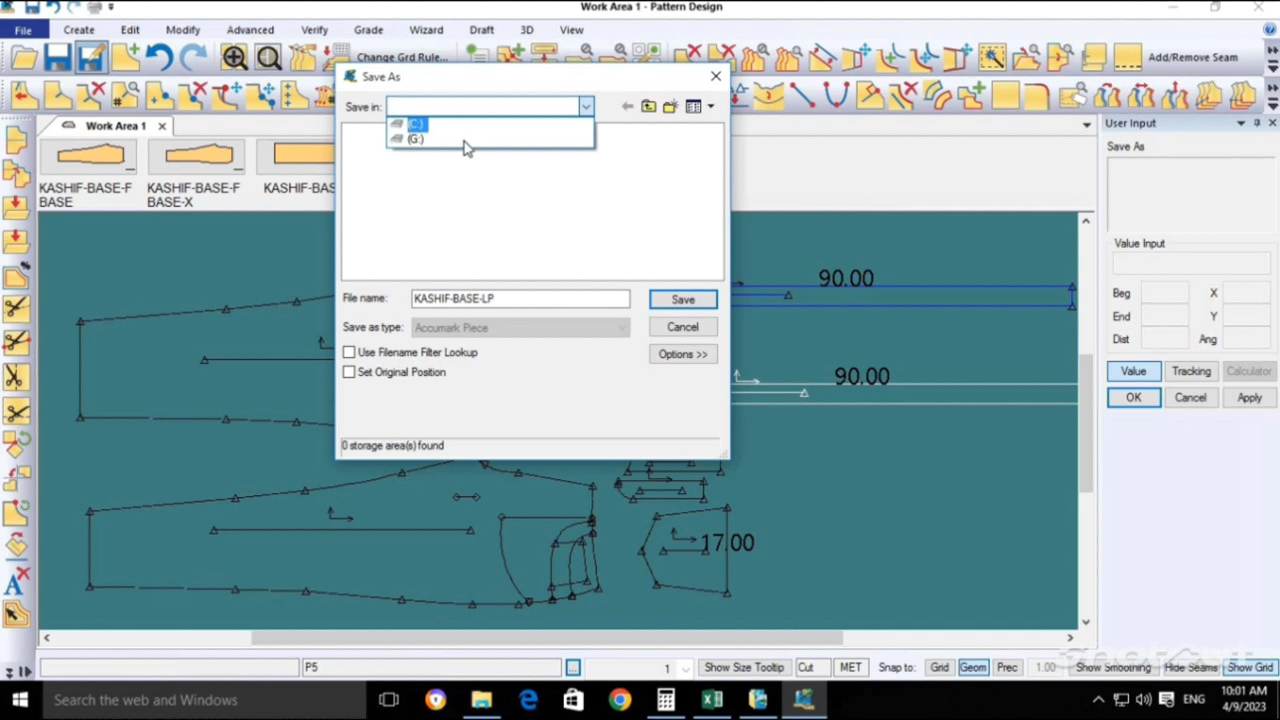 Work Area 1 - Pattern Design
File
Create
Edit
Modify
Advanced
Verify
Grade
Wizard
Draft
3D
View
Change Grd Rule...
Add/Remove Seam
Save As
Work Area 1
Save in:
(C:)
(G:)
KASHIF-BASE-F
BASE
KASHIF-BASE-F
BASE-X
KASHIF-BAS
File name:
KASHIF-BASE-LP
Save
Save as type:
Accumark Piece
Cancel
Use Filename Filter Lookup
Options >>
Set Original Position
0 storage area(s) found
90.00
90.00
17.00
User Input
Save As
Value Input
Beg
X
End
Y
Dist
Ang
Value
Tracking
Calculator
OK
Cancel
Apply
P5
...
1
Show Size Tooltip
Cut
MET
Snap to:
Grid
Geom
Prec
1.00
Show Smoothing
Hide Seams
Show Grid
Search the web and Windows
ENG
10:01 AM
4/9/2023